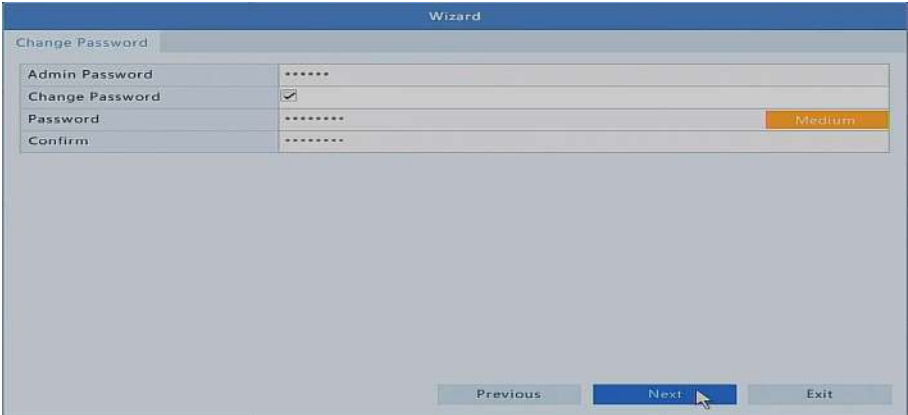 Wizard
Change Password
Admin Password ******
Change Password
Password ******** Medium
Confirm ********
Previous Next Exit